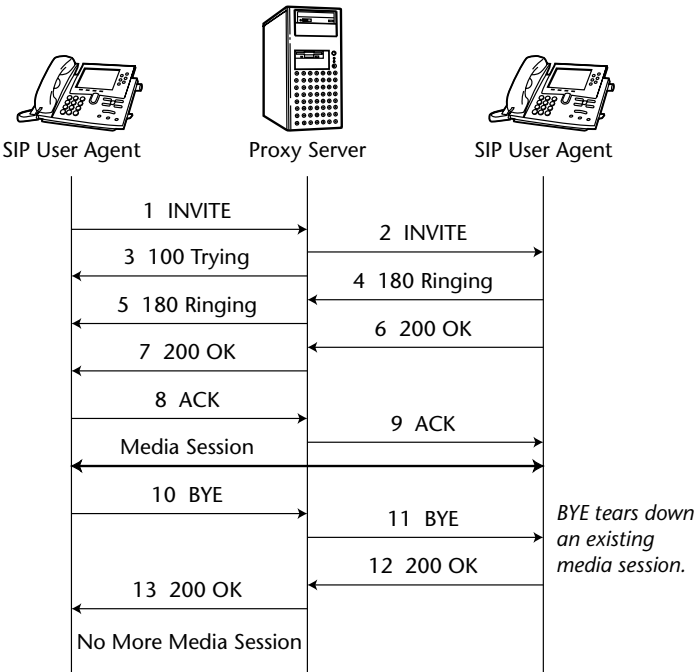 SIP User Agent
Proxy Server
SIP User Agent
1 INVITE
2 INVITE
3 100 Trying
4 180 Ringing
5 180 Ringing
6 200 OK
7 200 OK
8 ACK
9 ACK
Media Session
10 BYE
11 BYE
BYE tears down
an existing
media session.
12 200 OK
13 200 OK
No More Media Session